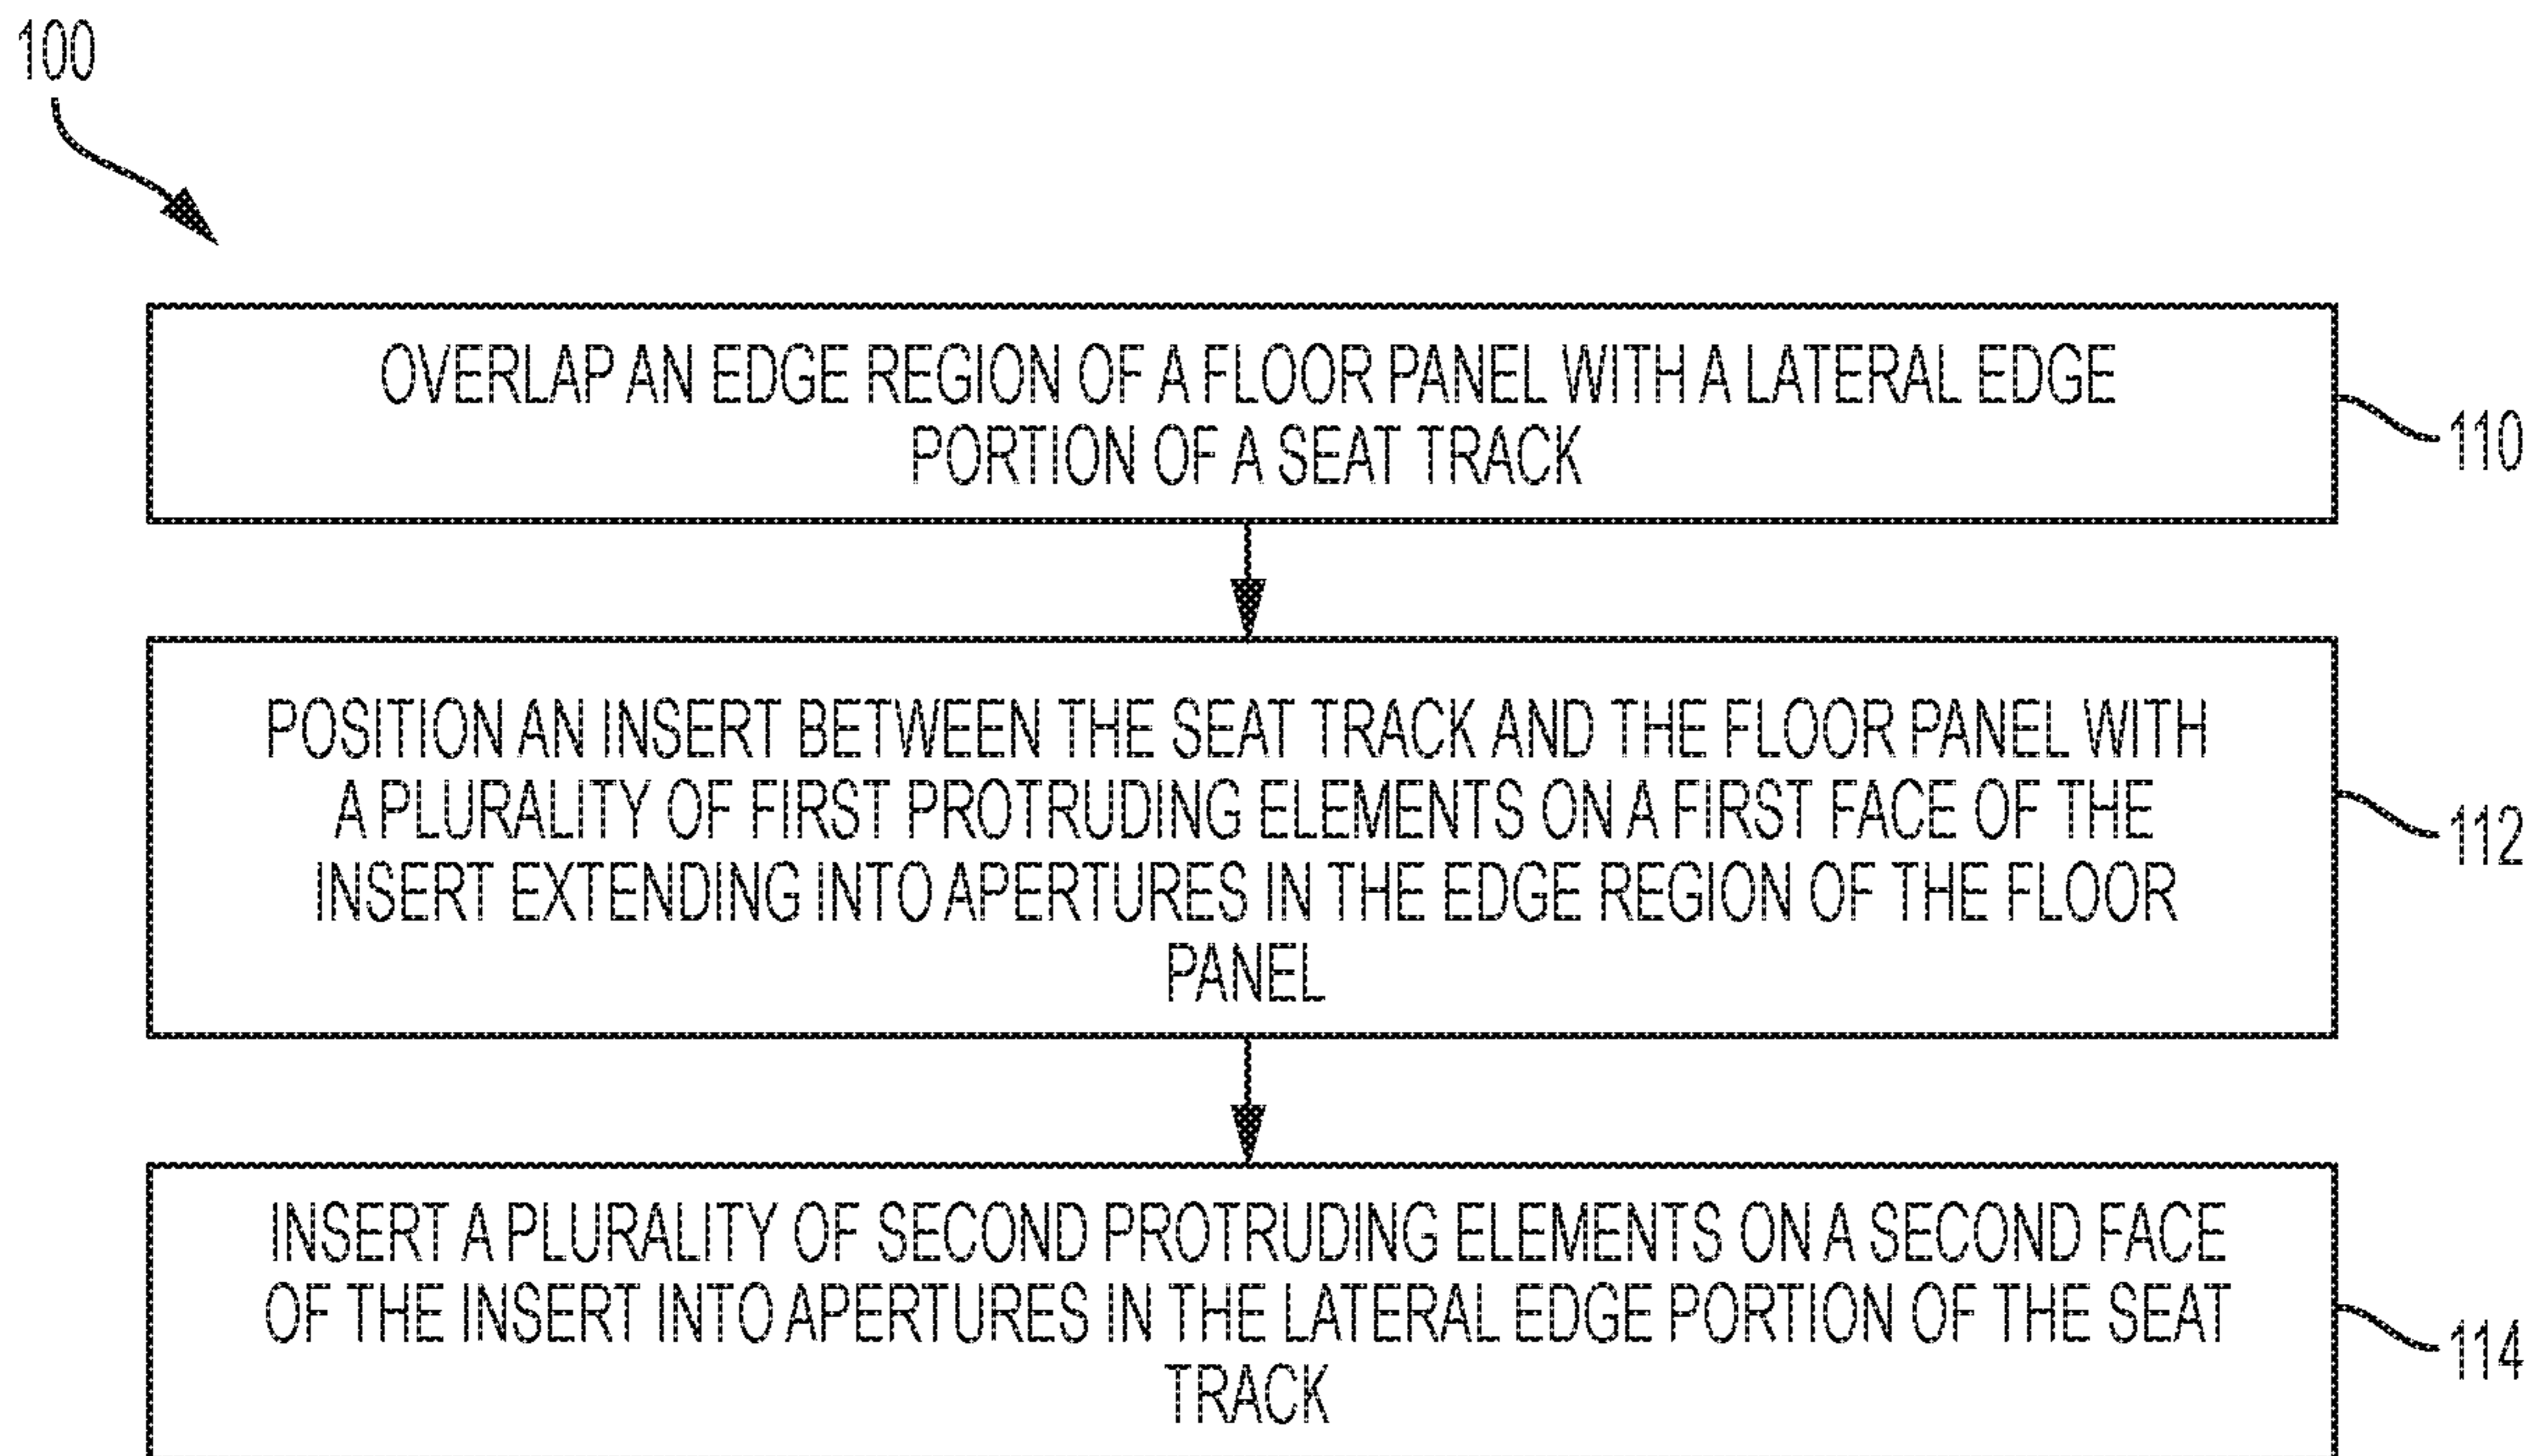 100
OVERLAP AN EDGE REGION OF A FLOOR PANEL WITH A LATERAL EDGE
PORTION OF A SEAT TRACK
110
POSITION AN INSERT BETWEEN THE SEAT TRACK AND THE FLOOR PANEL WITH
A PLURALITY OF FIRST PROTRUDING ELEMENTS ON A FIRST FACE OF THE
INSERT EXTENDING INTO APERTURES IN THE EDGE REGION OF THE FLOOR
PANEL
112
INSERT A PLURALITY OF SECOND PROTRUDING ELEMENTS ON A SECOND FACE
OF THE INSERT INTO APERTURES IN THE LATERAL EDGE PORTION OF THE SEAT
TRACK
114